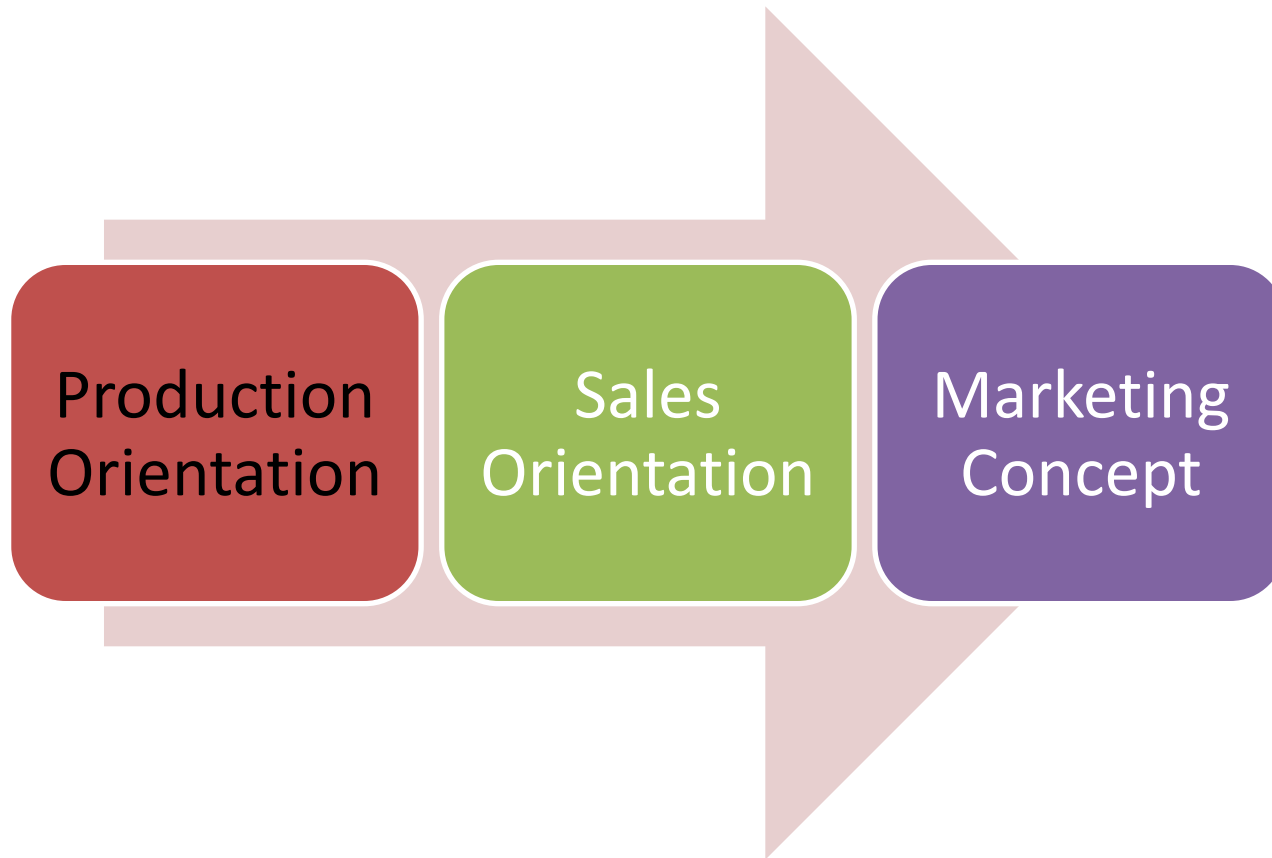 Production
Orientation
Sales
Orientation
Marketing
Concept